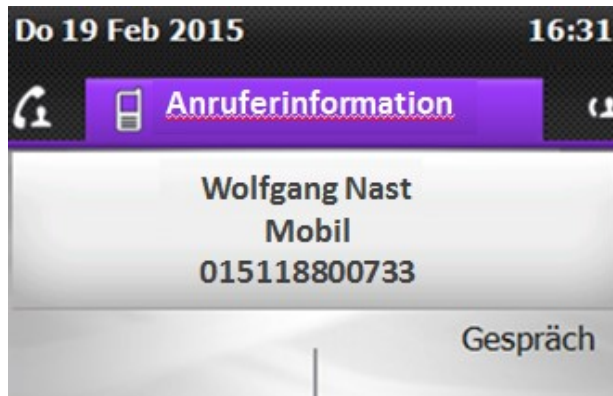 Do 19 Feb 2015 16:31
Anruferinformation
Wolfgang Nast
Mobil
015118800733
Gespräch